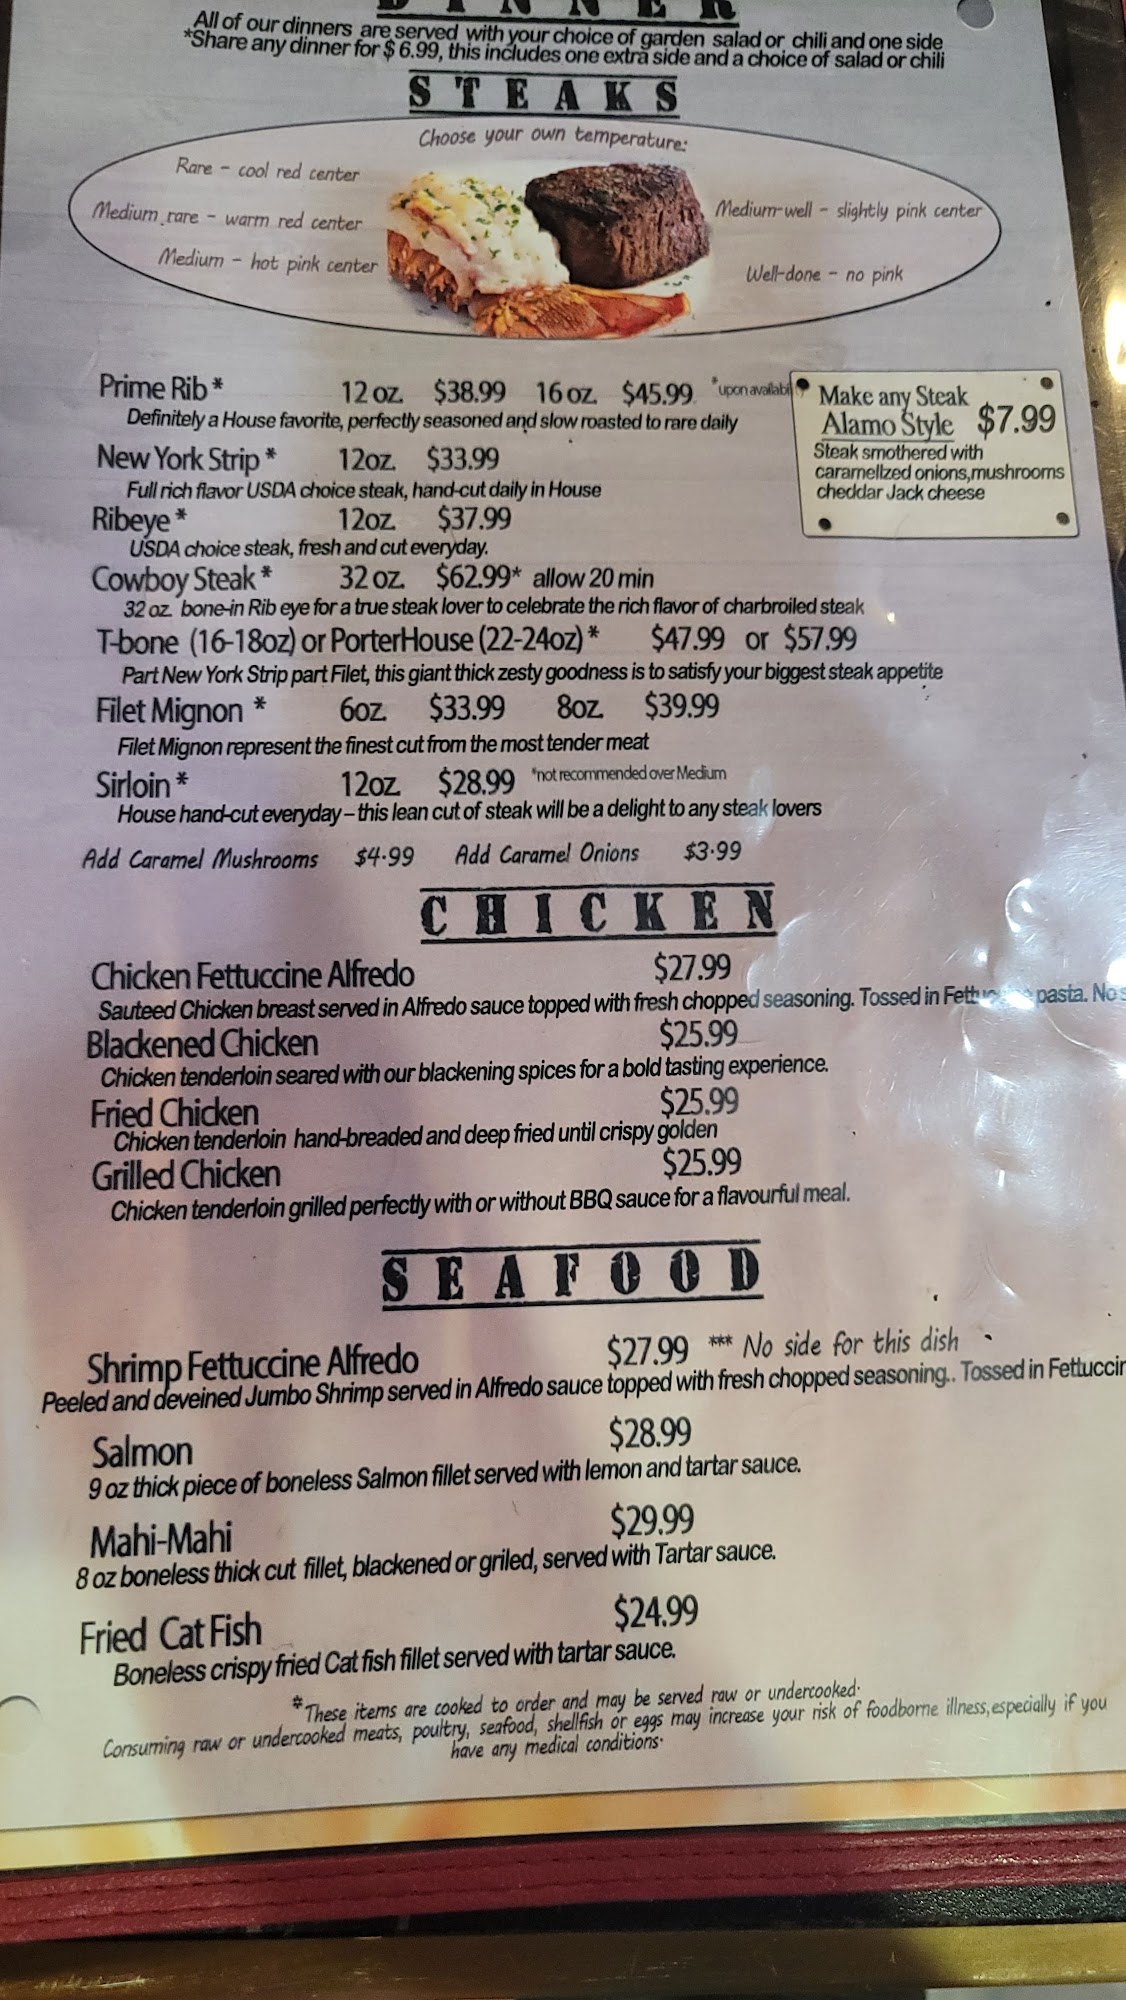 DINNER
All of our dinners are served with your choice of garden salad or chili and one side
*Share any dinner for $ 6.99, this includes one extra side and a choice of salad or chili
STEAKS
Choose your own temperature:
Rare - cool red center
Medium rare - warm red center
Medium - hot pink center
Medium-well - slightly pink center
Well-done - no pink
Prime Rib * 12 oz. $38.99 16 oz. $45.99 *upon availabi
Definitely a House favorite, perfectly seasoned and slow roasted to rare daily
Make any Steak
Alamo Style $7.99
Steak smothered with
caramelIzed onions,mushrooms
cheddar Jack cheese
New York Strip * 12oz. $33.99
Full rich flavor USDA choice steak, hand-cut daily in House
Ribeye * 12oz. $37.99
USDA choice steak, fresh and cut everyday.
Cowboy Steak * 32 oz. $62.99* allow 20 min
32 oz. bone-in Rib eye for a true steak lover to celebrate the rich flavor of charbroiled steak
T-bone (16-18oz) or PorterHouse (22-24oz) * $47.99 or $57.99
Part New York Strip part Filet, this giant thick zesty goodness is to satisfy your biggest steak appetite
Filet Mignon * 6oz. $33.99 8oz. $39.99
Filet Mignon represent the finest cut from the most tender meat
Sirloin * 12oz $28.99 *not recommended over Medium
House hand-cut everyday – this lean cut of steak will be a delight to any steak lovers
Add Caramel Mushrooms $4.99 Add Caramel Onions $3.99
CHICKEN
Chicken Fettuccine Alfredo $27.99
Sauteed Chicken breast served in Alfredo sauce topped with fresh chopped seasoning. Tossed in pasta. No s
Blackened Chicken $25.99
Chicken tenderloin seared with our blackening spices for a bold tasting experience.
Fried Chicken $25.99
Chicken tenderloin hand-breaded and deep fried until crispy golden
Grilled Chicken $25.99
Chicken tenderloin grilled perfectly with or without BBQ sauce for a flavourful meal.
SEAFOOD
Shrimp Fettuccine Alfredo $27.99 *** No side for this dish
Peeled and deveined Jumbo Shrimp served in Alfredo sauce topped with fresh chopped seasoning.. Tossed in Fettuccin
Salmon $28.99
9 oz thick piece of boneless Salmon fillet served with lemon and tartar sauce.
Mahi-Mahi $29.99
8 oz boneless thick cut fillet, blackened or griled, served with Tartar sauce.
Fried Cat Fish $24.99
Boneless crispy fried Cat fish fillet served with tartar sauce.
*These items are cooked to order and may be served raw or undercooked.
Consuming raw or undercooked meats, poultry, seafood, shellfish or eggs may increase your risk of foodborne illness,especially if you
have any medical conditions.